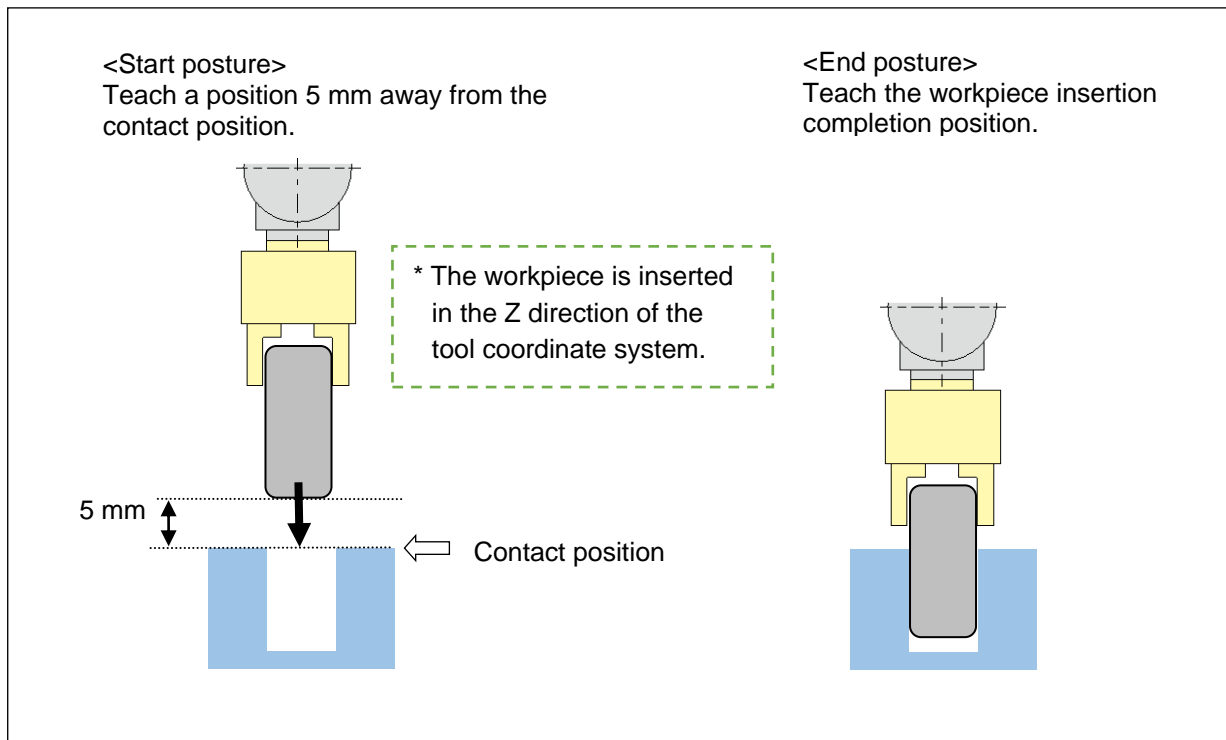 <Start posture>
Teach a position 5 mm away from the
contact position.
<End posture>
Teach the workpiece insertion
completion position.
* The workpiece is inserted
in the Z direction of the
tool coordinate system.
5 mm
Contact position